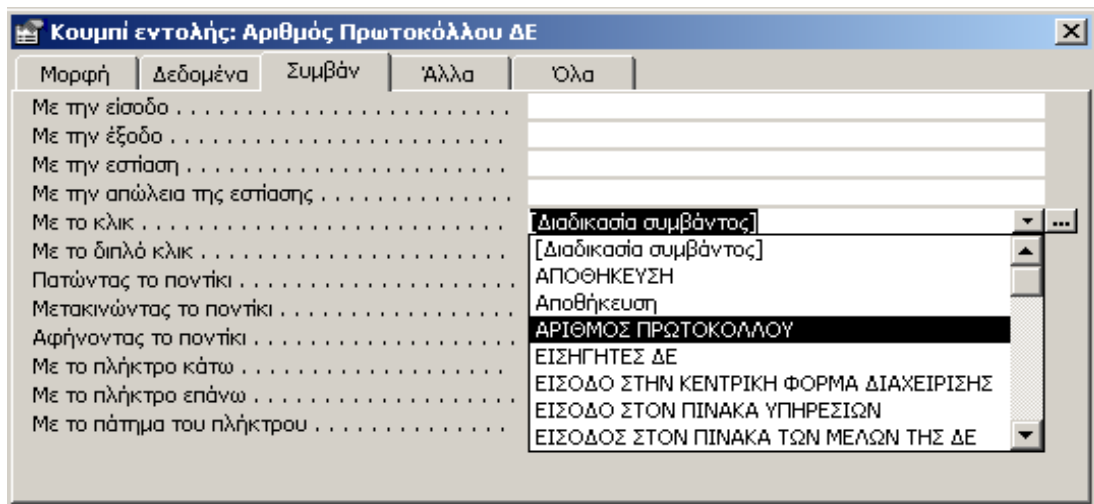 Κουμπί εντολής: Αριθμός Πρωτοκόλλου ΔΕ
Μορφή Δεδομένα Συμβάν Άλλα Όλα
Με την είσοδο . . . . . . . . . . . . . . . . . . . . . . . . .
Με την έξοδο . . . . . . . . . . . . . . . . . . . . . . . . .
Με την εστίαση . . . . . . . . . . . . . . . . . . . . . . .
Με την απώλεια της εστίασης . . . . . . . . . . . . . .
Με το κλικ . . . . . . . . . . . . . . . . . . . . . . . . . . . [Διαδικασία συμβάντος] ...
Με το διπλό κλικ . . . . . . . . . . . . . . . . . . . . . . [Διαδικασία συμβάντος]
Πατώντας το ποντίκι . . . . . . . . . . . . . . . . . . . ΑΠΟΘΗΚΕΥΣΗ
Μετακινώντας το ποντίκι . . . . . . . . . . . . . . . . Αποθήκευση
Αφήνοντας το ποντίκι . . . . . . . . . . . . . . . . . . ΑΡΙΘΜΟΣ ΠΡΩΤΟΚΟΛΛΟΥ
Με το πλήκτρο κάτω . . . . . . . . . . . . . . . . . . . ΕΙΣΗΓΗΤΕΣ ΔΕ
Με το πλήκτρο επάνω . . . . . . . . . . . . . . . . . . ΕΙΣΟΔΟ ΣΤΗΝ ΚΕΝΤΡΙΚΗ ΦΟΡΜΑ ΔΙΑΧΕΙΡΙΣΗΣ
Με το πάτημα του πλήκτρου . . . . . . . . . . . . . . ΕΙΣΟΔΟ ΣΤΟΝ ΠΙΝΑΚΑ ΥΠΗΡΕΣΙΩΝ
ΕΙΣΟΔΟΣ ΣΤΟΝ ΠΙΝΑΚΑ ΤΩΝ ΜΕΛΩΝ ΤΗΣ ΔΕ